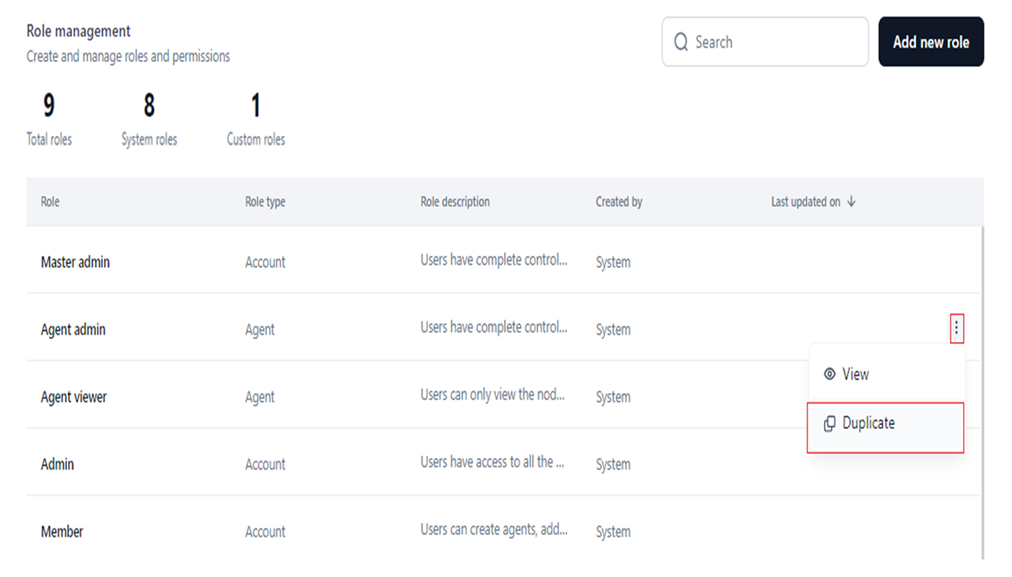 Role management
Create and manage roles and permissions
Search
Add new role
9
Total roles
8
System roles
1
Custom roles
Role Role type Role description Created by Last updated on
Master admin Account Users have complete control... System
Agent admin Agent Users have complete control... System
View
Agent viewer Agent Users can only view the nod... System
Duplicate
Admin Account Users have access to all the ... System
Member Account Users can create agents, add... System